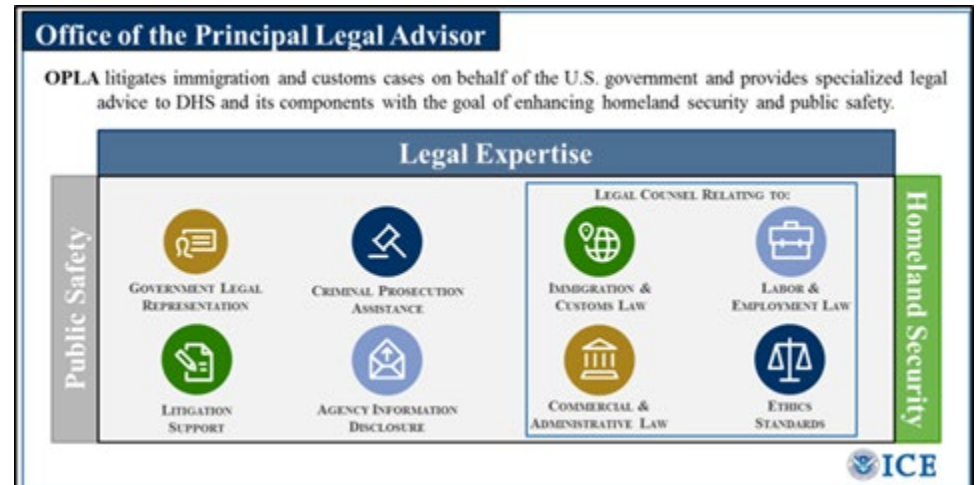 Office of the Principal Legal Advisor
OPLA litigates immigration and customs cases on behalf of the U.S. government and provides specialized legal
advice to DHS and its components with the goal of enhancing homeland security and public safety.
Legal Expertise
Public Safety
GOVERNMENT LEGAL
REPRESENTATION
CRIMINAL PROSECUTION
ASSISTANCE
LITIGATION
SUPPORT
AGENCY INFORMATION
DISCLOSURE
LEGAL COUNSEL RELATING TO:
IMMIGRATION &
CUSTOMS LAW
LABOR &
EMPLOYMENT LAW
COMMERCIAL &
ADMINISTRATIVE LAW
ETHICS
STANDARDS
Homeland Security
ICE